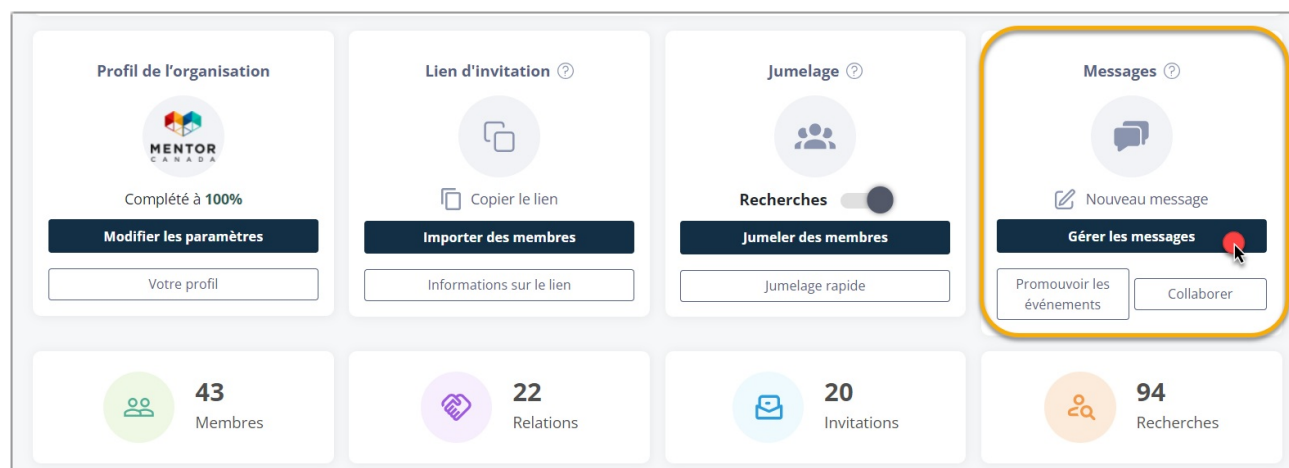 Profil de l’organisation
MENTOR
CANADA
Complété à 100%
Modifier les paramètres
Votre profil
Lien d'invitation ?
Copier le lien
Importer des membres
Informations sur le lien
Jumelage ?
Recherches
Jumeler des membres
Jumelage rapide
Messages ?
Nouveau message
Gérer les messages
Promouvoir les
événements
Collaborer
43
Membres
22
Relations
20
Invitations
94
Recherches